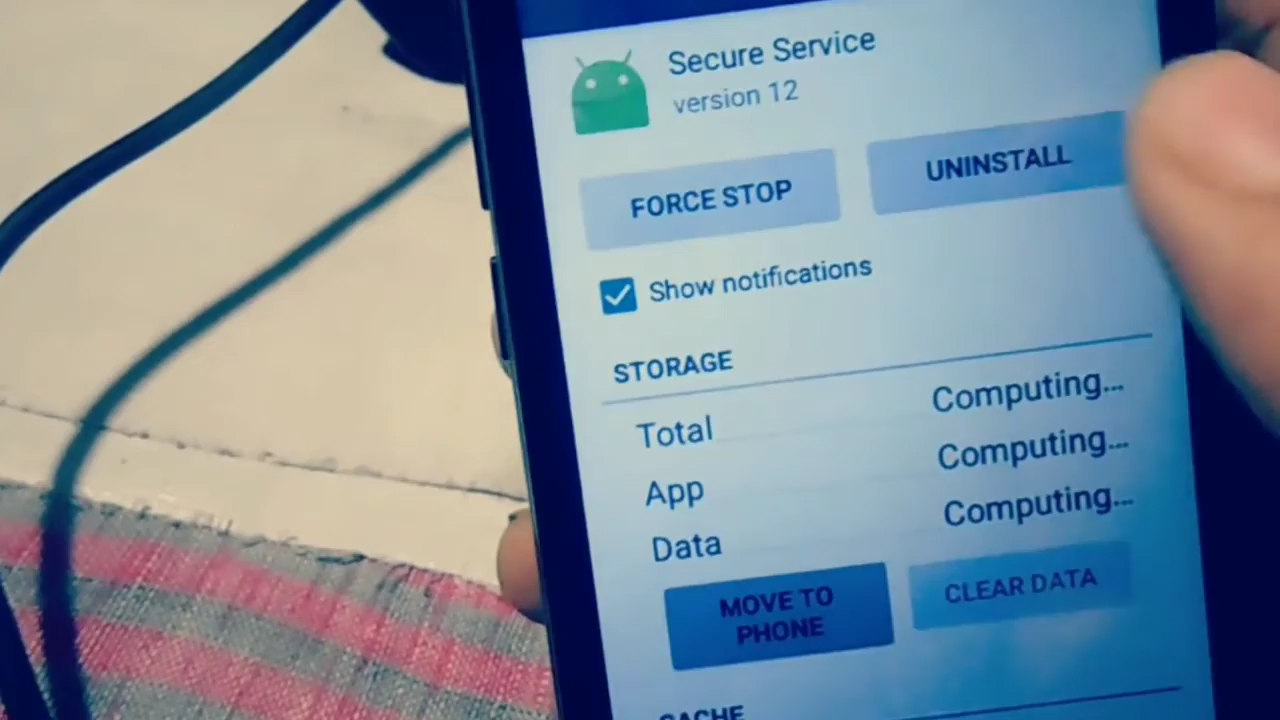 Secure Service
version 12
FORCE STOP
UNINSTALL
Show notifications
STORAGE
Total Computing...
App Computing...
Data Computing...
MOVE TO
PHONE
CLEAR DATA
CACHE